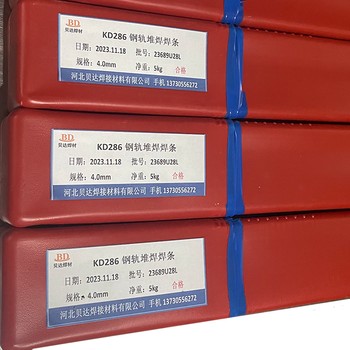 BD
贝达焊材
KD286 钢轨堆焊焊条
日期：2023.11.18 批号：23689U28L
规格：4.0mm 净重：5kg 合格
河北贝达焊接材料有限公司 手机 13730556272
BD
贝达焊材
KD286 钢轨堆焊焊条
日期：2023.11.18 批号：23689U28L
规格：4.0mm 净重：5kg 合格
河北贝达焊接材料有限公司 手机 13730556272
BD
贝达焊材
KD286 钢轨堆焊焊条
日期：2023.11.18 批号：23689U28L
规格：4.0mm 净重：5kg 合格
河北贝达焊接材料有限公司 手机 13730556272